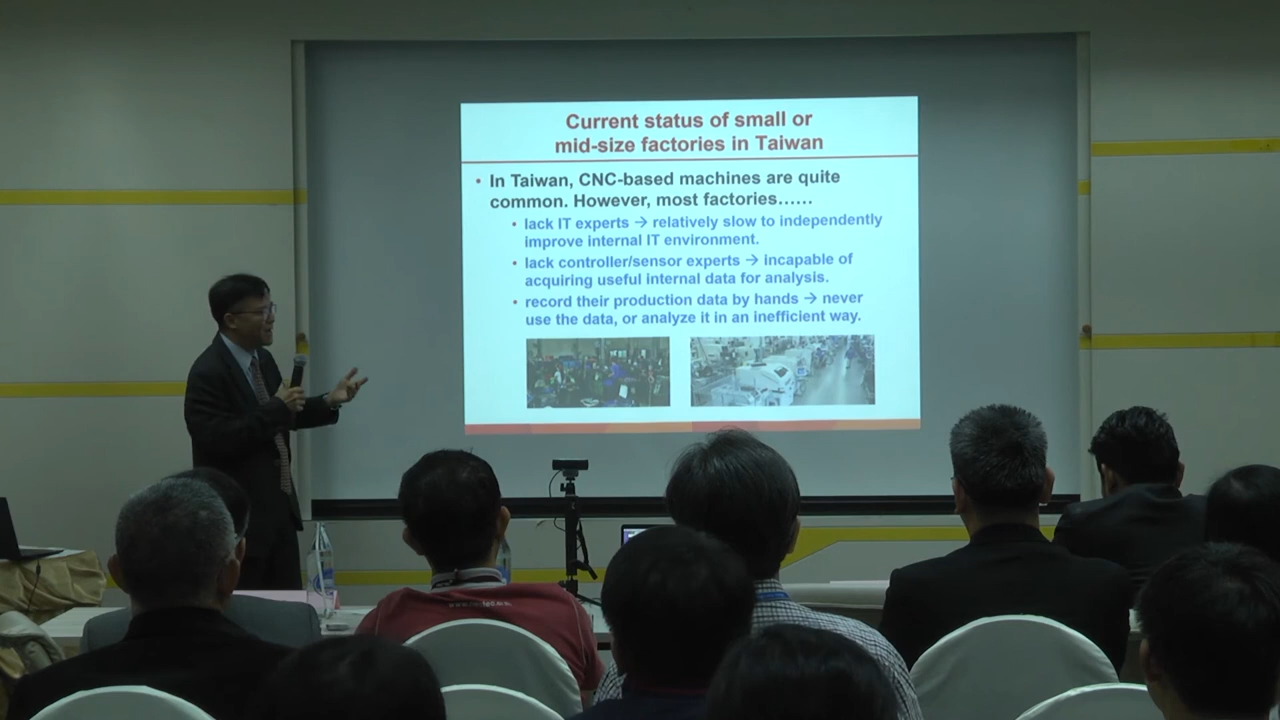 Current status of small or
mid-size factories in Taiwan
• In Taiwan, CNC-based machines are quite
common. However, most factories……
• lack IT experts → relatively slow to independently
improve internal IT environment.
• lack controller/sensor experts → incapable of
acquiring useful internal data for analysis.
• record their production data by hands → never
use the data, or analyze it in an inefficient way.